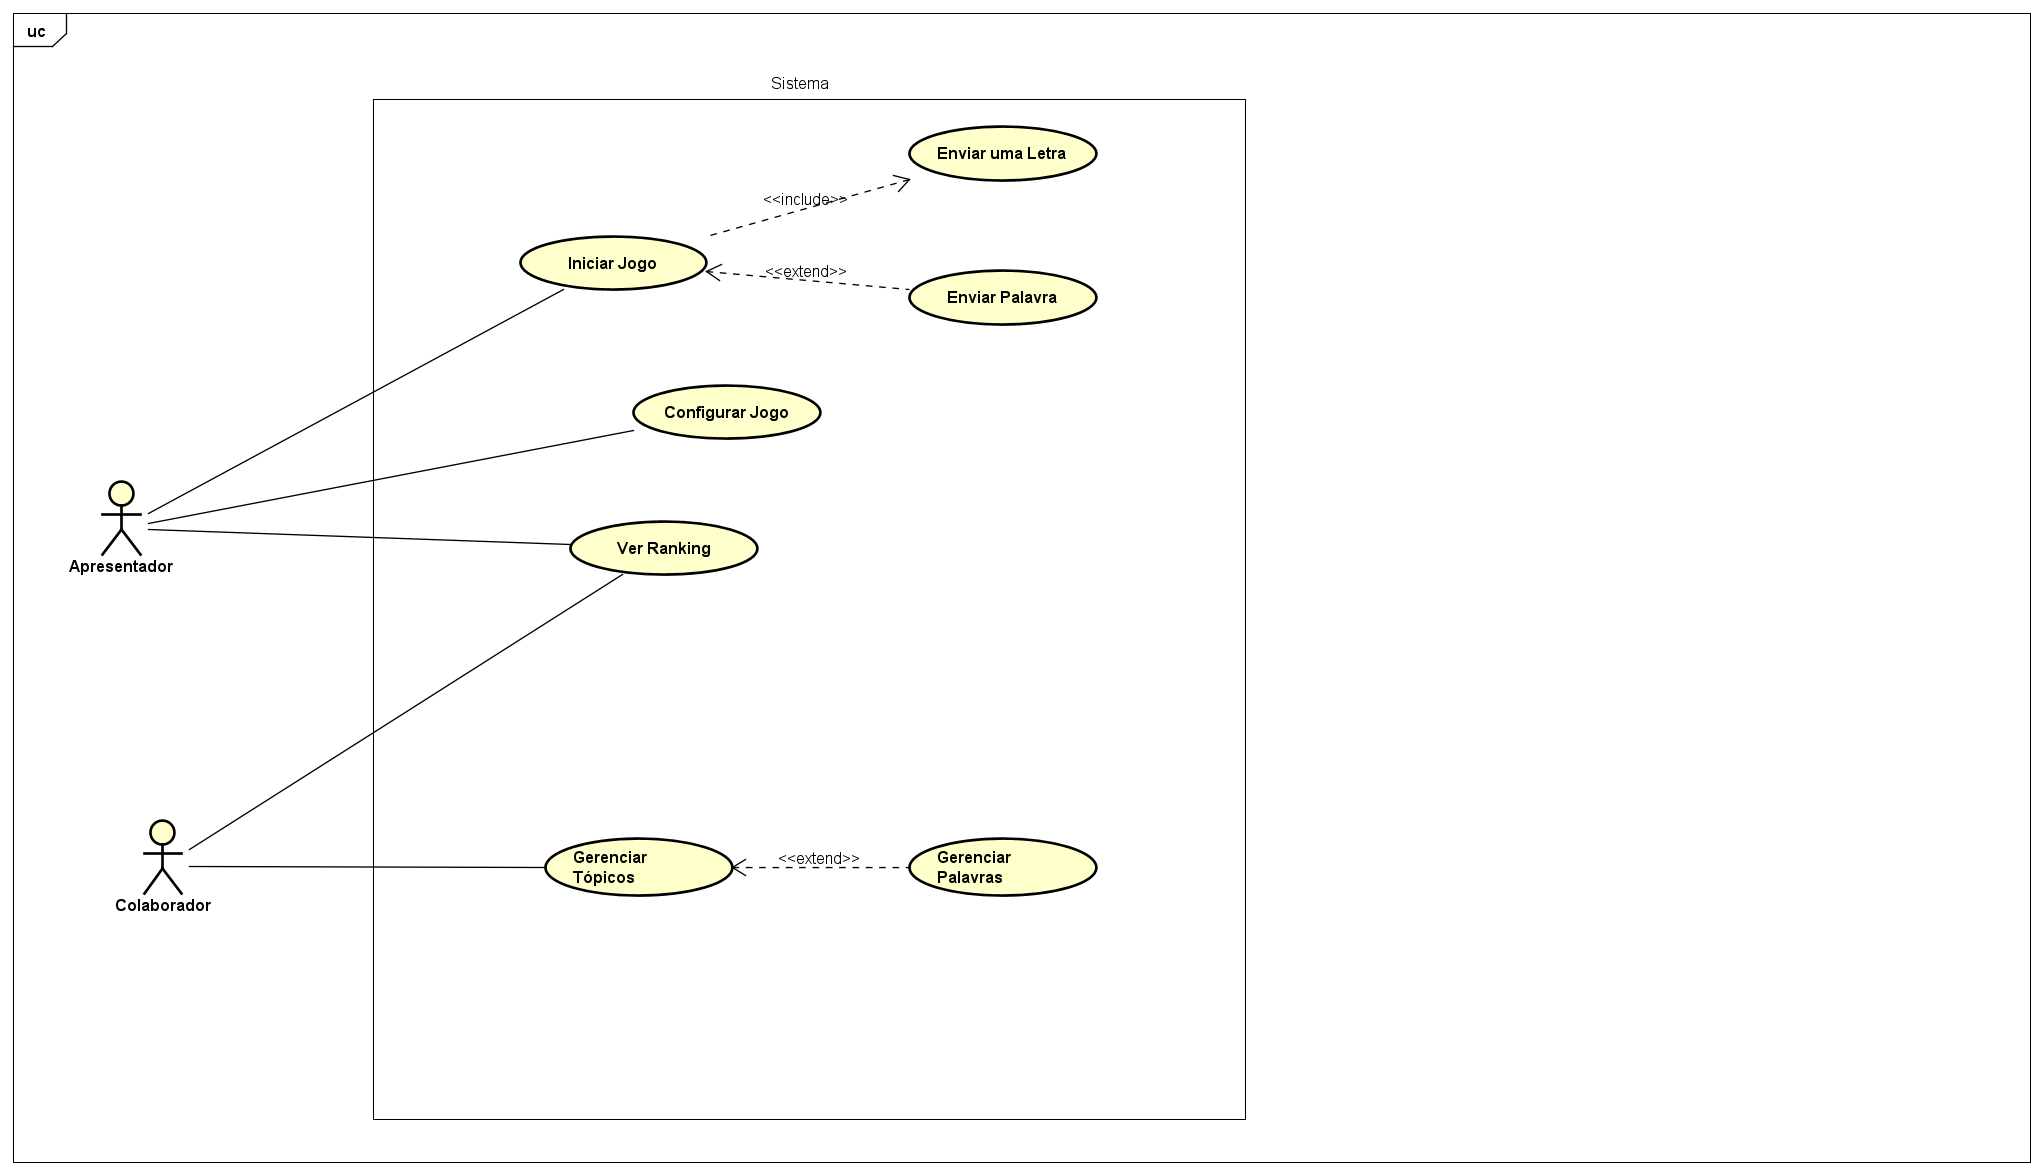 uc
Sistema
Enviar uma Letra
<<include>>
Iniciar Jogo
<<extend>>
Enviar Palavra
Configurar Jogo
Ver Ranking
Apresentador
Gerenciar
Tópicos
<<extend>>
Gerenciar
Palavras
Colaborador